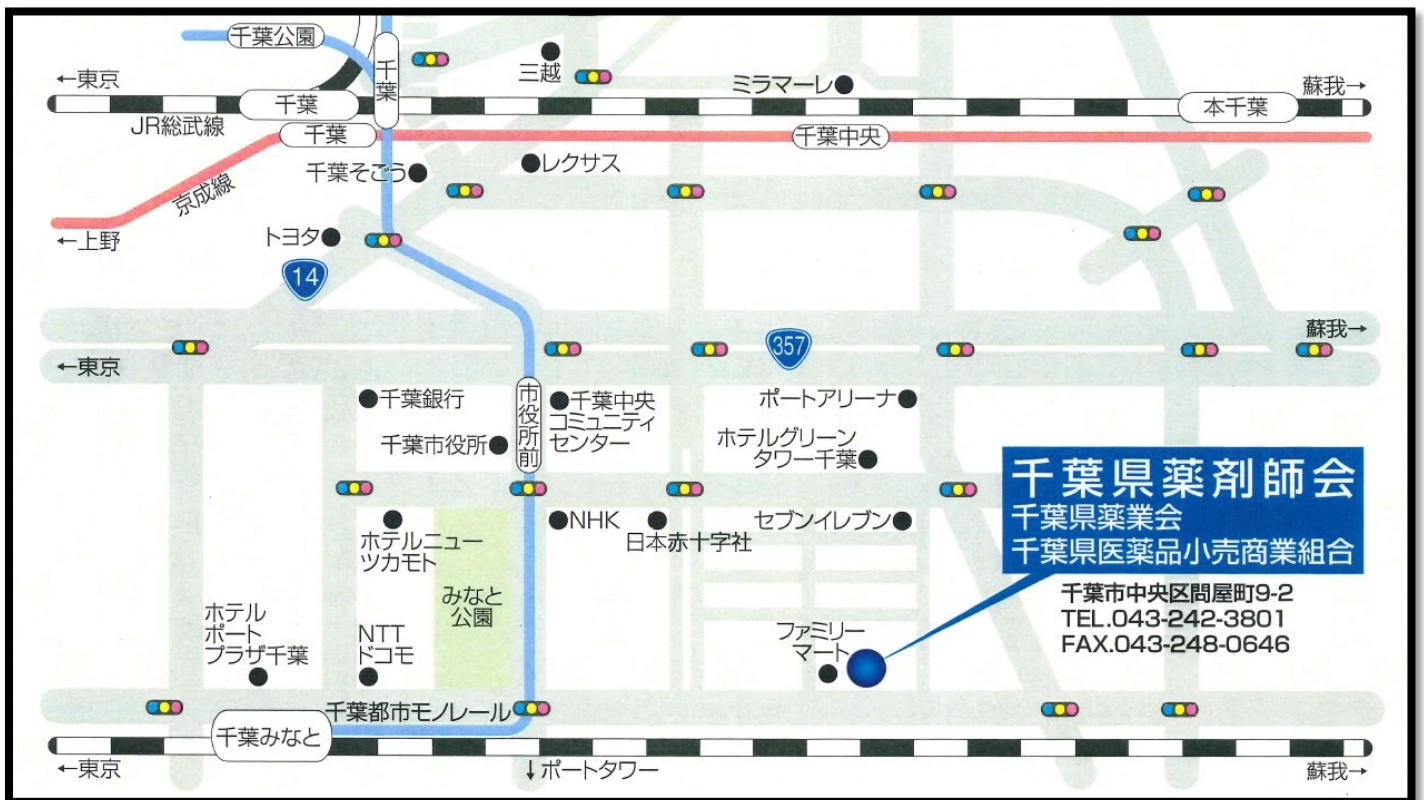 千葉公園
千葉
三越
←東京
ミラマーレ
蘇我→
千葉
本千葉
JR総武線
千葉
千葉中央
千葉そごう
レクサス
京成線
←上野
トヨタ
14
蘇我→
357
←東京
千葉銀行
市役所前
千葉中央
コミュニティ
センター
ポートアリーナ
千葉市役所
ホテルグリーン
タワー千葉
千葉県薬剤師会
千葉県薬業会
千葉県医薬品小売商業組合
ホテルニュー
ツカモト
NHK
日本赤十字社
セブンイレブン
みなと
公園
千葉市中央区問屋町9-2
TEL.043-242-3801
FAX.043-248-0646
ホテル
ポート
プラザ千葉
NTT
ドコモ
ファミリー
マート
千葉都市モノレール
千葉みなと
←東京
↓ポートタワー
蘇我→